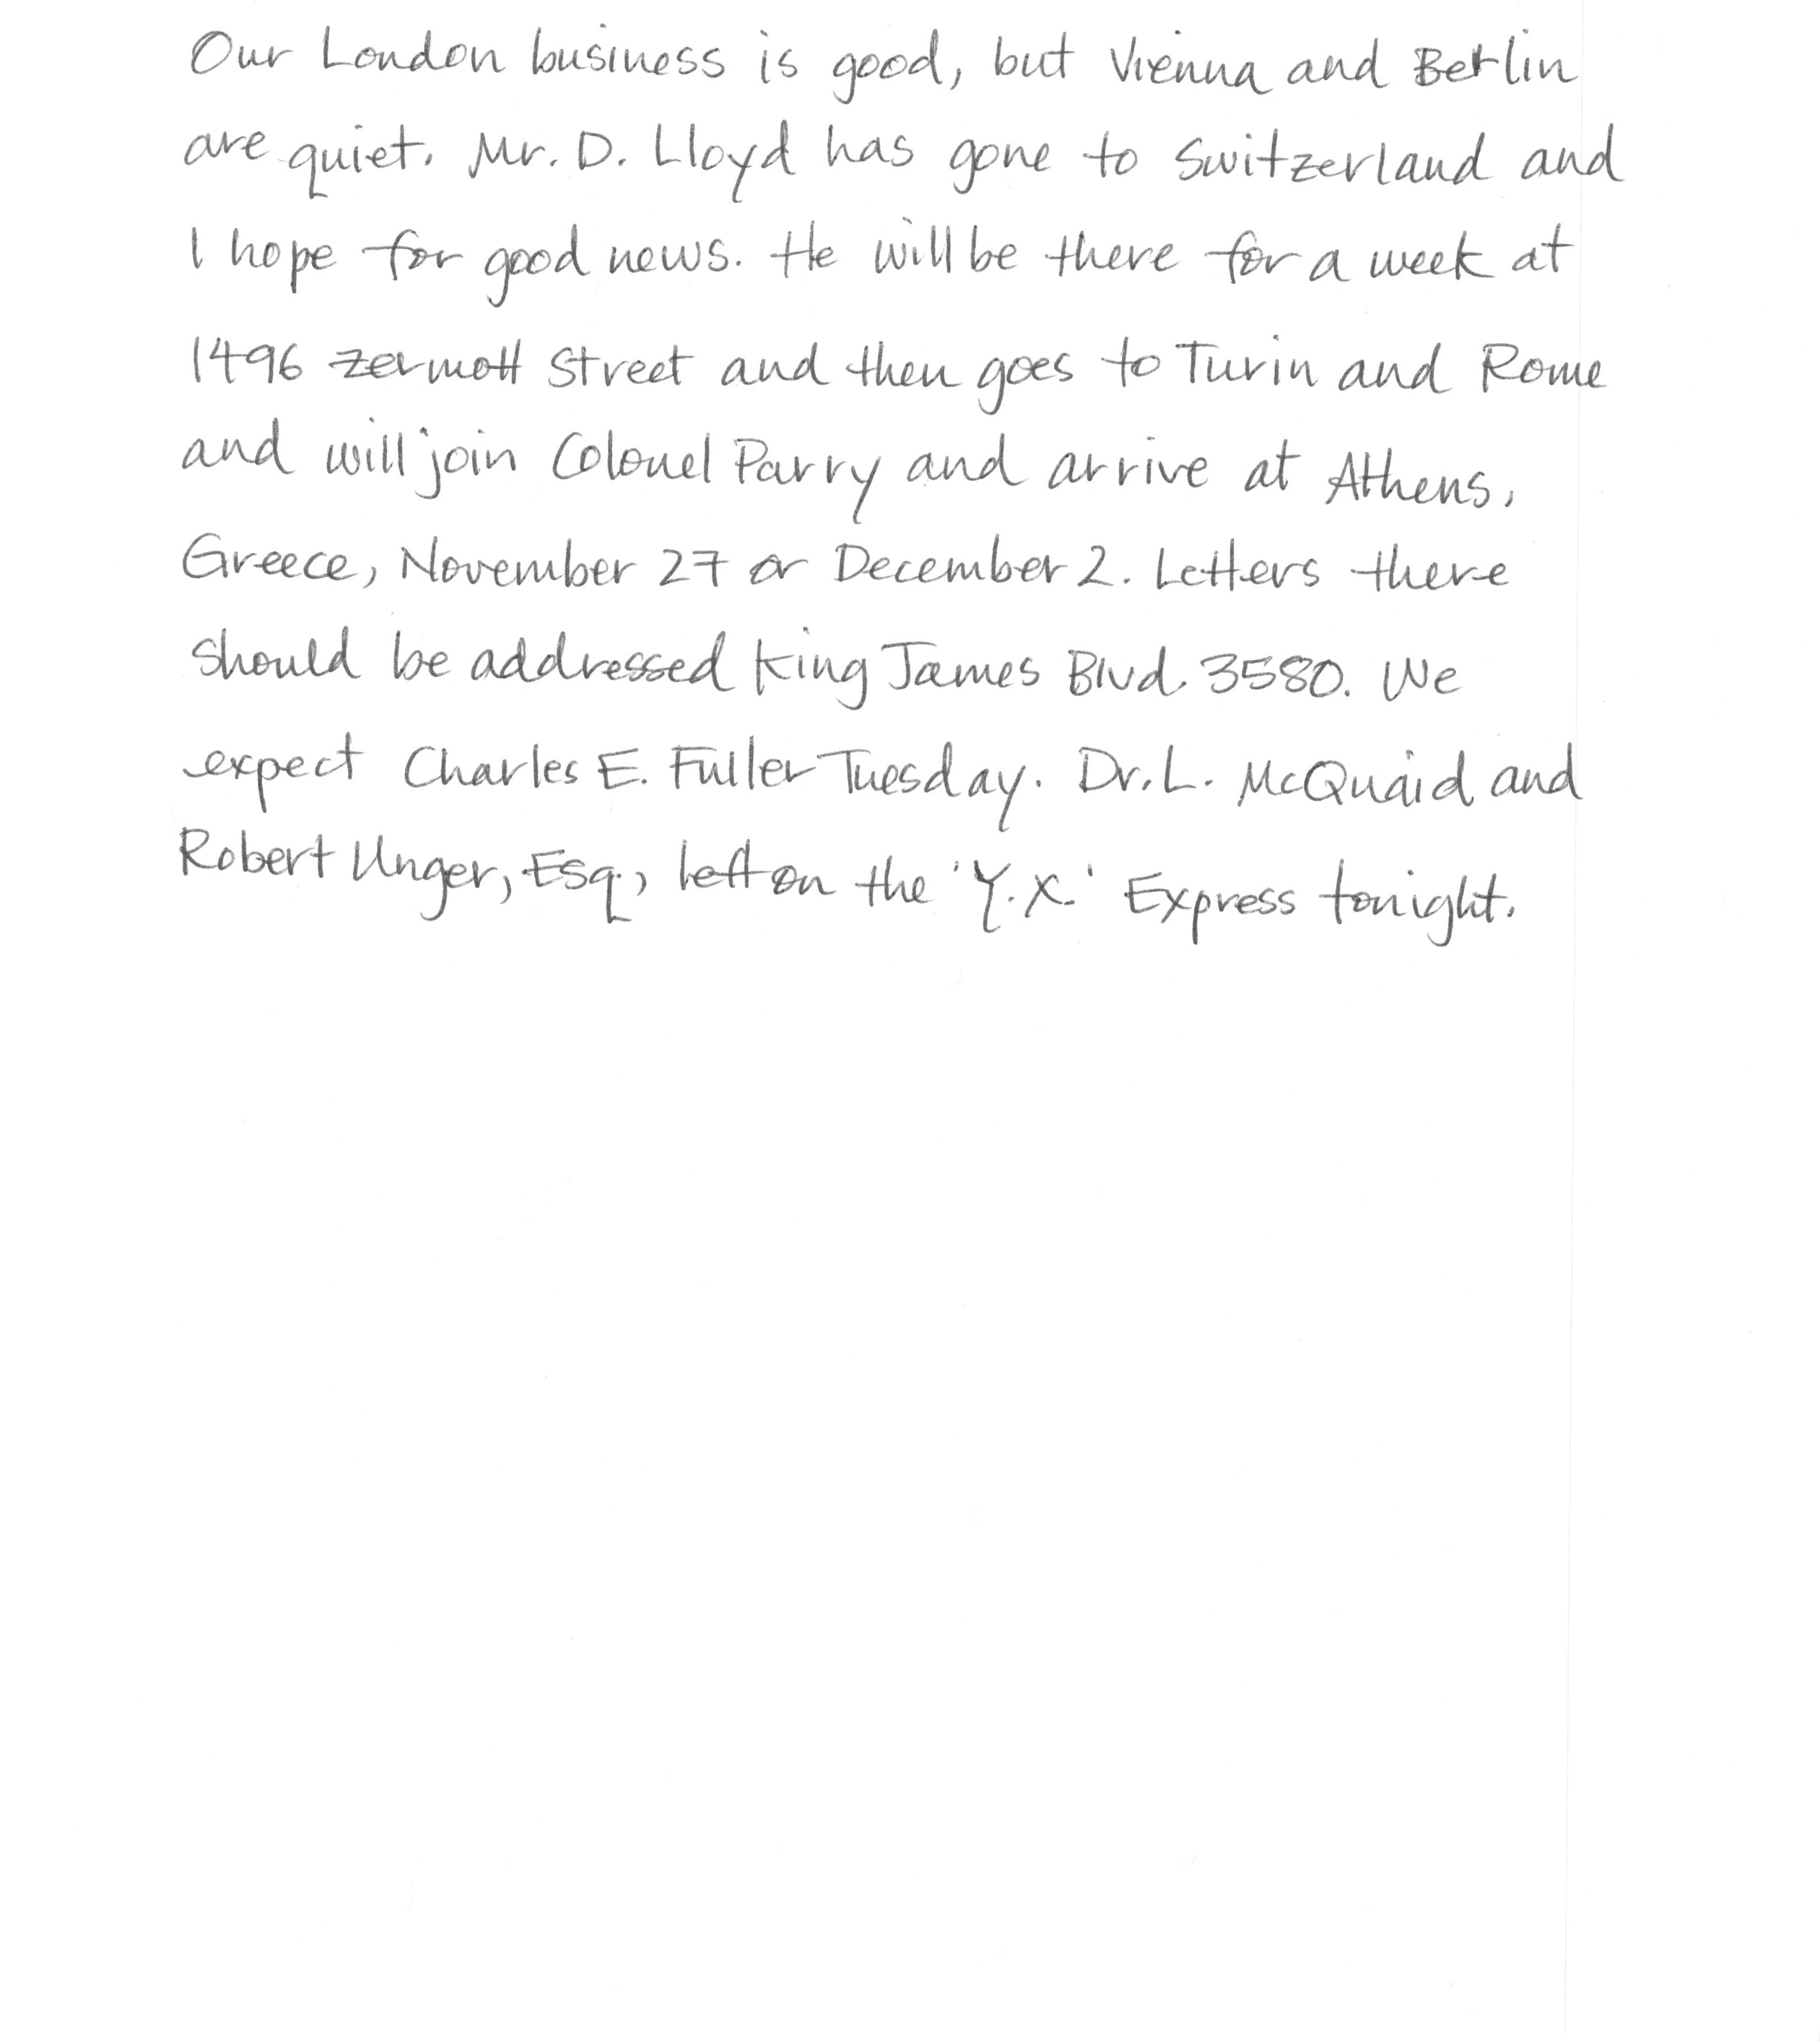 Our London business is good, but Vienna and Berlin
are quiet. Mr. D. Lloyd has gone to Switzerland and
I hope for good news. He will be there for a week at
1496 Zermott Street and then goes to Turin and Rome
and will join Colonel Parry and arrive at Athens,
Greece, November 27 or December 2. Letters there
should be addressed King James Blvd. 3580. We
expect Charles E. Fuller Tuesday. Dr. L. McQuaid and
Robert Unger, Esq., left on the 'Y.X.' Express tonight.